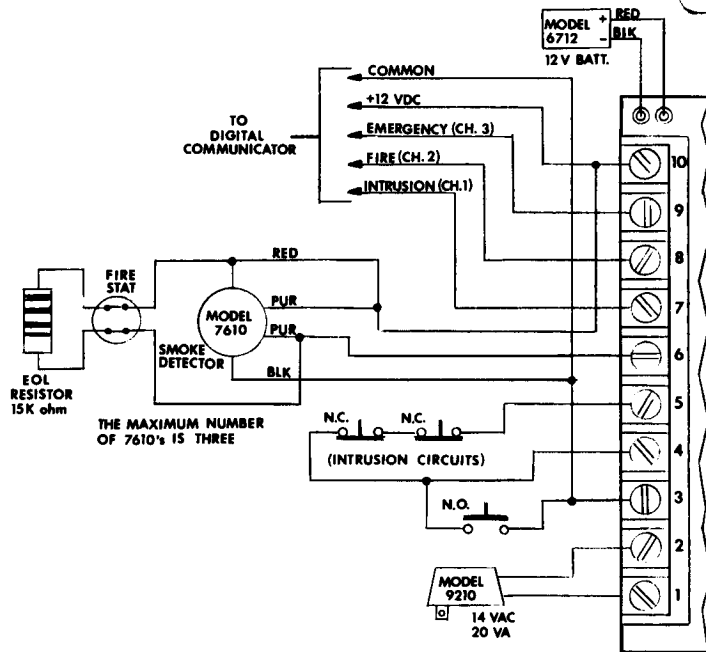 MODEL 6712
+ RED
- BLK
12 V BATT.
COMMON
+12 VDC
TO
DIGITAL
COMMUNICATOR
EMERGENCY (CH. 3)
FIRE (CH. 2)
INTRUSION (CH.1)
10
9
8
7
6
5
4
3
2
1
RED
FIRE
STAT
PUR
MODEL
7610
PUR
SMOKE
DETECTOR
BLK
EOL
RESISTOR
15K ohm
THE MAXIMUM NUMBER
OF 7610's IS THREE
N.C. N.C.
(INTRUSION CIRCUITS)
N.O.
MODEL
9210
14 VAC
20 VA